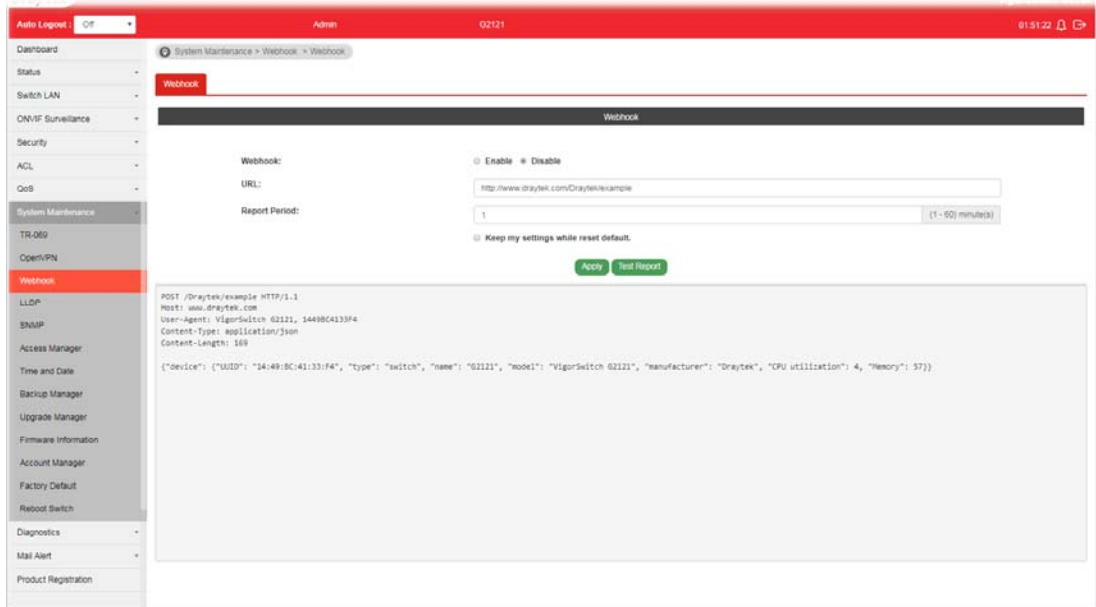 Auto Logout : Off Admin G2121 01:51:22
Dashboard
Status
Switch LAN
ONVIF Surveillance
Security
ACL
QoS
System Maintenance
TR-069
OpenVPN
Webhook
LLDP
SNMP
Access Manager
Time and Date
Backup Manager
Upgrade Manager
Firmware Information
Account Manager
Factory Default
Reboot Switch
Diagnostics
Mail Alert
Product Registration
System Maintenance > Webhook > Webhook
Webhook
Webhook
Webhook: Enable Disable
URL: http://www.draytek.com/Draytek/example
Report Period: 1 (1 - 60) minute(s)
Keep my settings while reset default.
Apply Test Report
POST /Draytek/example HTTP/1.1
Host: www.draytek.com
User-Agent: VigorSwitch G2121, 1449BC4133F4
Content-Type: application/json
Content-Length: 169
{"device": {"UUID": "14:49:BC:41:33:F4", "type": "switch", "name": "G2121", "model": "VigorSwitch G2121", "manufacturer": "Draytek", "CPU utilization": 4, "Memory": 57}}